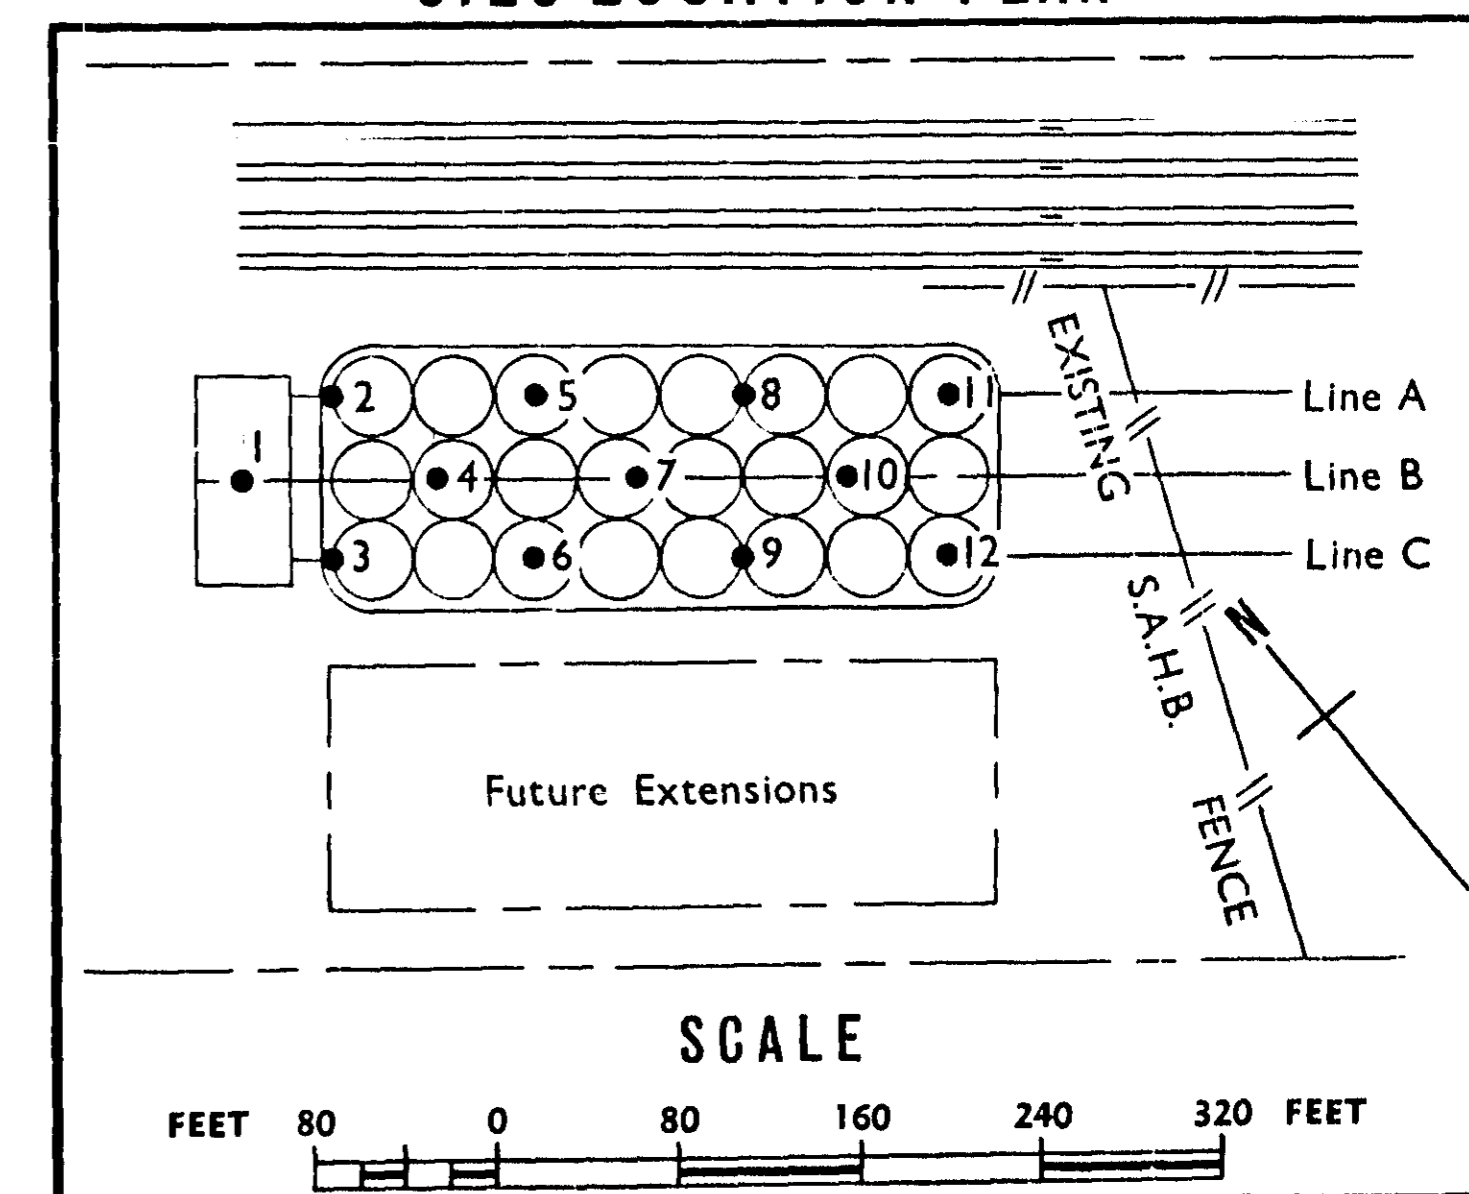 2 5 8 11 Line A
1 4 7 10 Line B
3 6 9 12 Line C
EXISTING S.A.H.B. FENCE
N
Future Extensions
SCALE
FEET 80 0 80 160 240 320 FEET